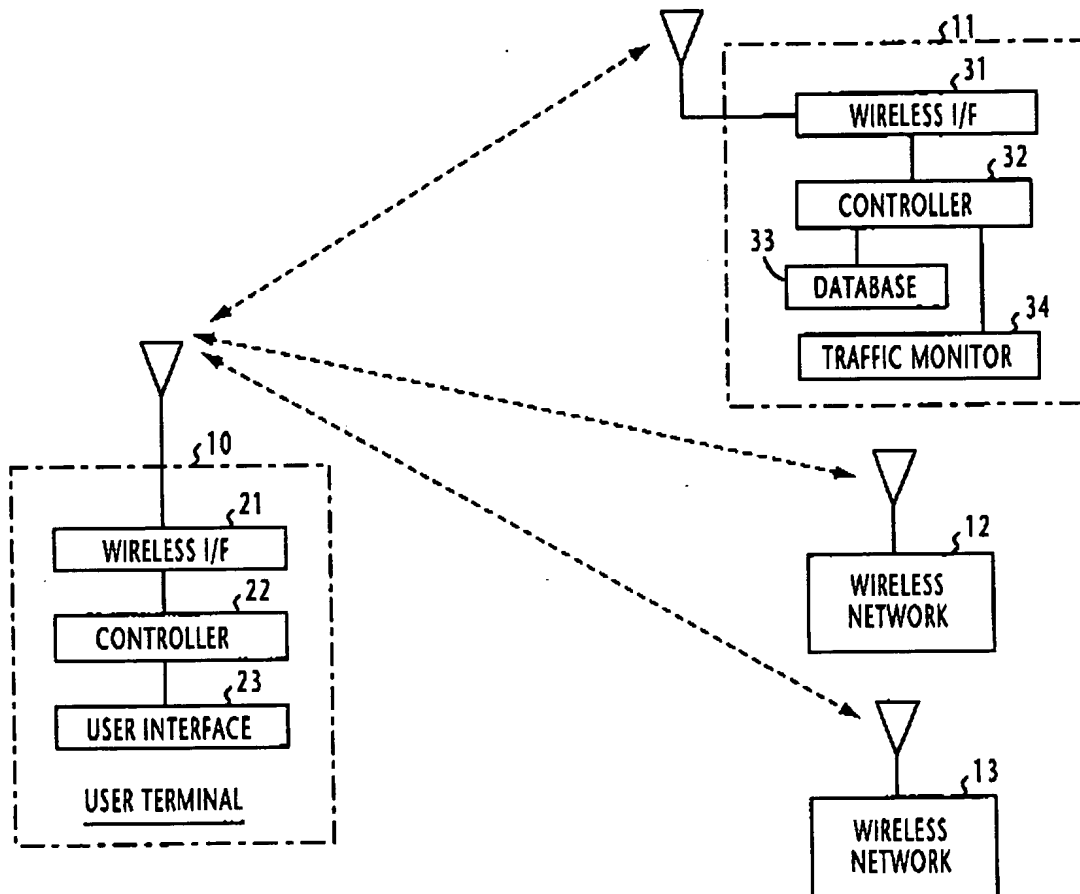 11
31
WIRELESS I/F
32
CONTROLLER
33
DATABASE
34
TRAFFIC MONITOR
10
21
WIRELESS I/F
22
CONTROLLER
23
USER INTERFACE
USER TERMINAL
12
WIRELESS
NETWORK
13
WIRELESS
NETWORK